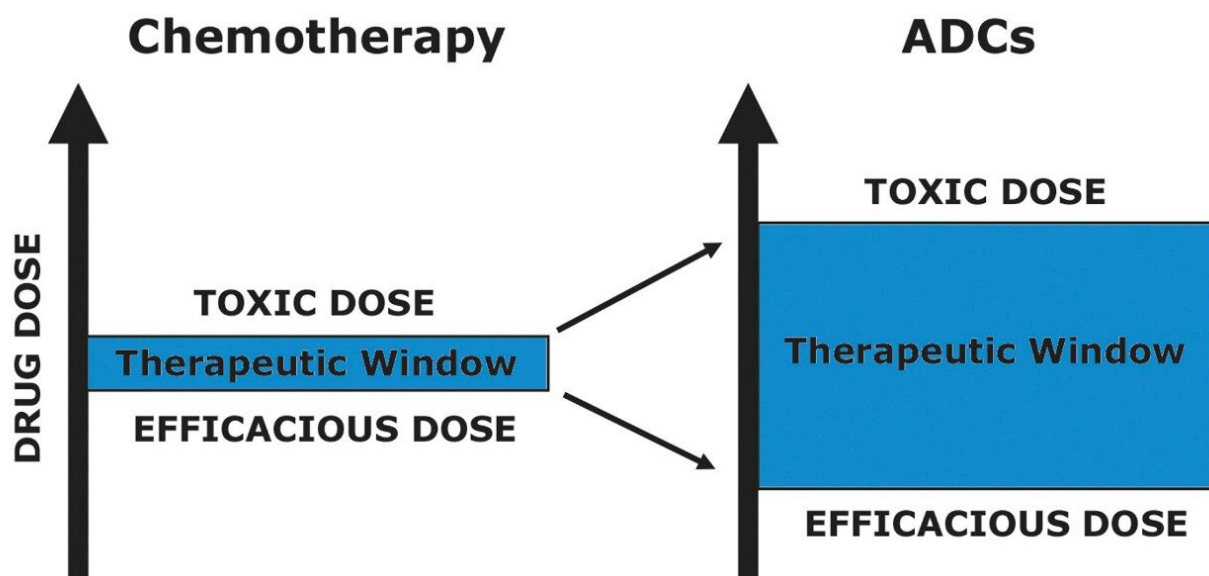 Chemotherapy
DRUG DOSE
TOXIC DOSE
Therapeutic Window
EFFICACIOUS DOSE
ADCs
TOXIC DOSE
Therapeutic Window
EFFICACIOUS DOSE